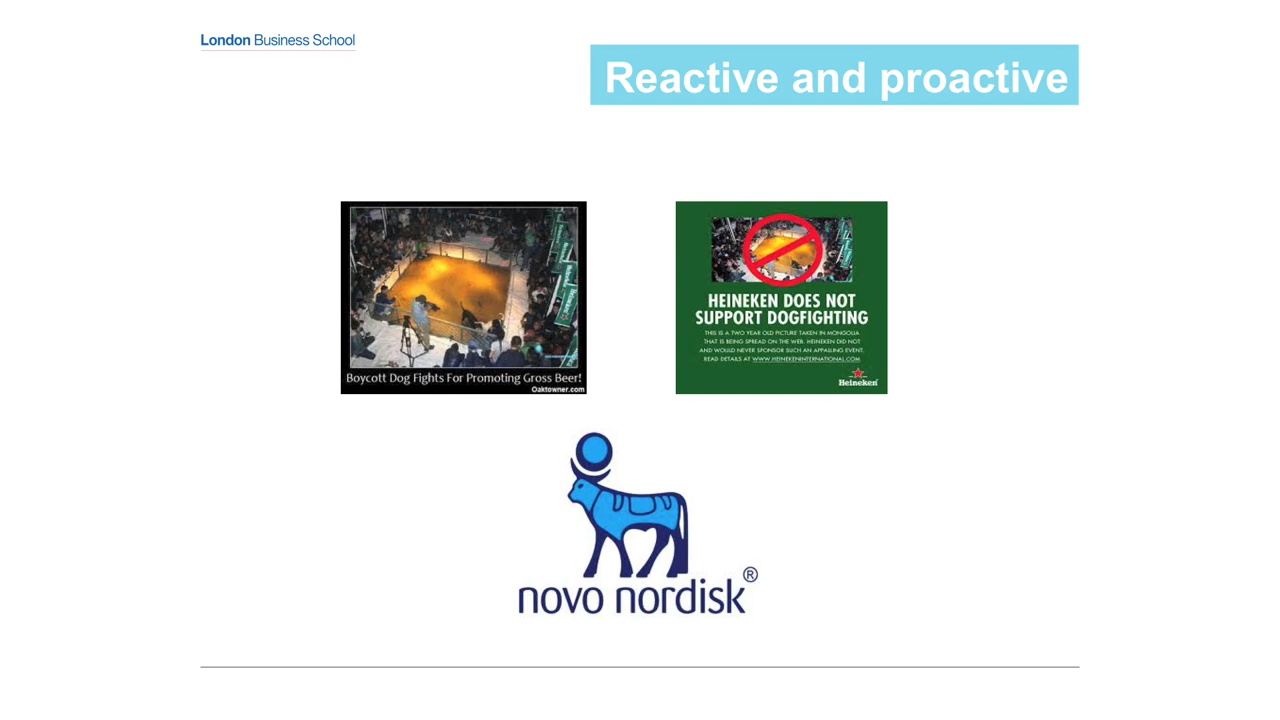 London Business School
Reactive and proactive
Heineken
Boycott Dog Fights For Promoting Gross Beer!
Oaktowner.com
HEINEKEN DOES NOT
SUPPORT DOGFIGHTING
THIS IS A TWO YEAR OLD PICTURE TAKEN IN MONGOLIA
THAT IS BEING SPREAD ON THE WEB. HEINEKEN DID NOT
AND WOULD NEVER SPONSOR SUCH AN APPALLING EVENT.
READ DETAILS AT WWW.HEINEKENINTERNATIONAL.COM
Heineken
novo nordisk®